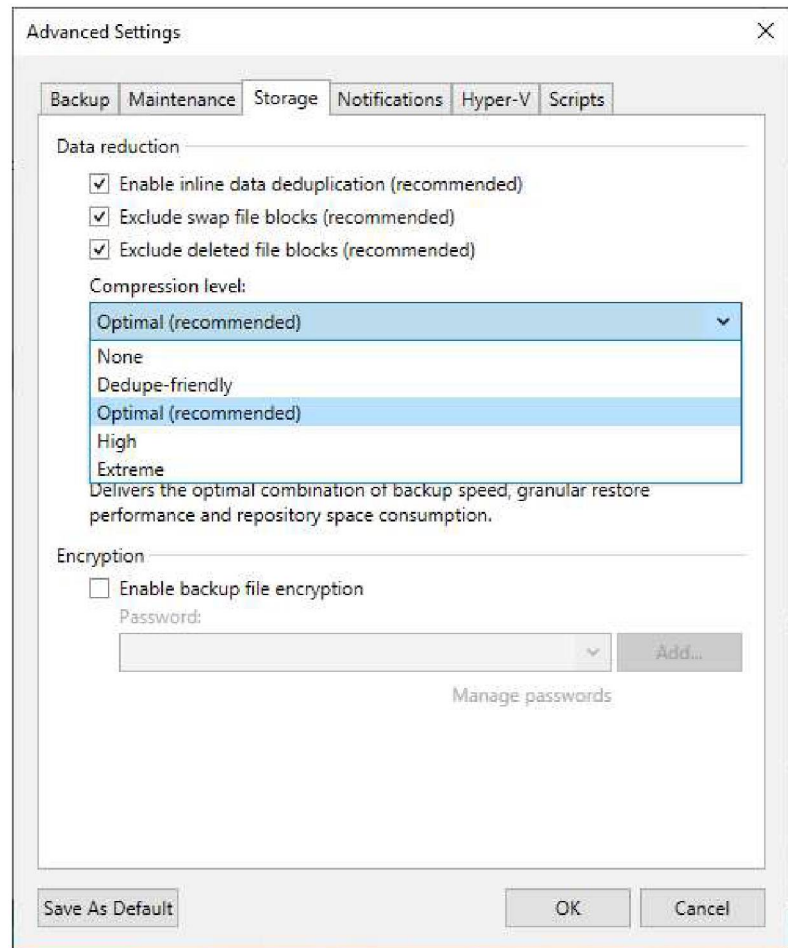 Advanced Settings
Backup Maintenance Storage Notifications Hyper-V Scripts
Data reduction
Enable inline data deduplication (recommended)
Exclude swap file blocks (recommended)
Exclude deleted file blocks (recommended)
Compression level:
Optimal (recommended)
None
Dedupe-friendly
Optimal (recommended)
High
Extreme
Delivers the optimal combination of backup speed, granular restore
performance and repository space consumption.
Encryption
Enable backup file encryption
Password:
Add...
Manage passwords
Save As Default OK Cancel